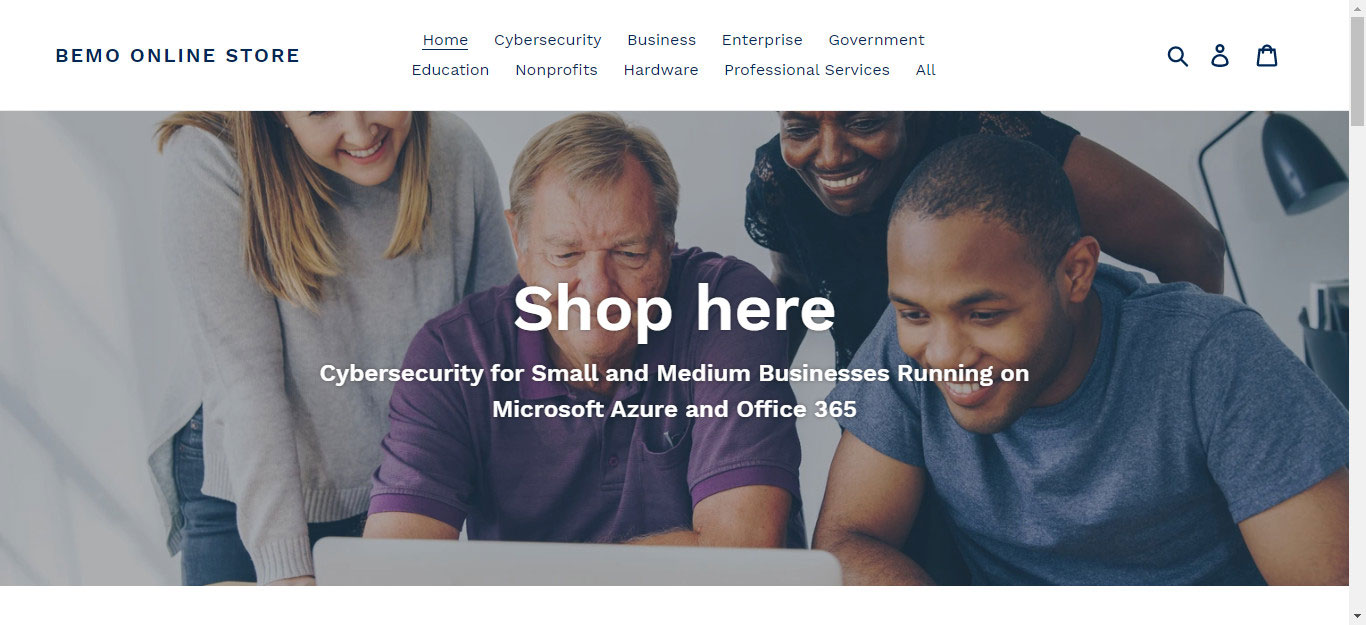 BEMO ONLINE STORE
Home Cybersecurity Business Enterprise Government
Education Nonprofits Hardware Professional Services All
Shop here
Cybersecurity for Small and Medium Businesses Running on
Microsoft Azure and Office 365